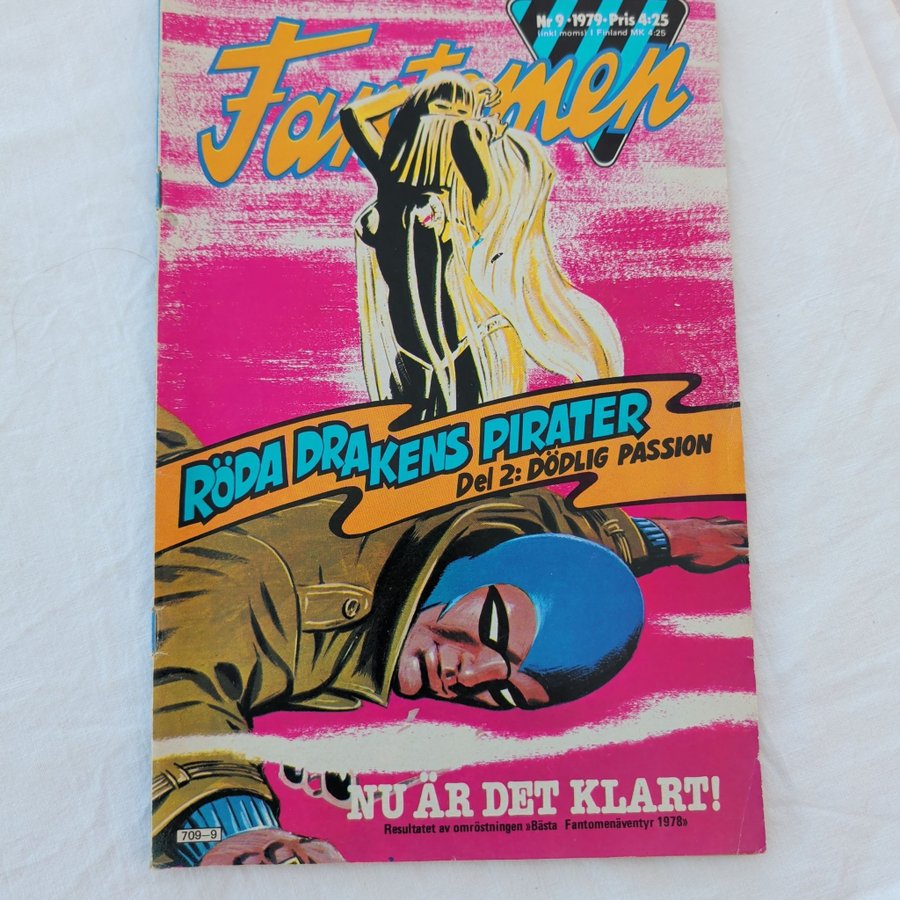 Nr 9 • 1979 • Pris 4:25
(inkl moms) I Finland MK 4:25
Fantomen
RÖDA DRAKENS PIRATER
Del 2: DÖDLIG PASSION
NU ÄR DET KLART!
Resultatet av omröstningen »Bästa Fantomenäventyr 1978»
709—9